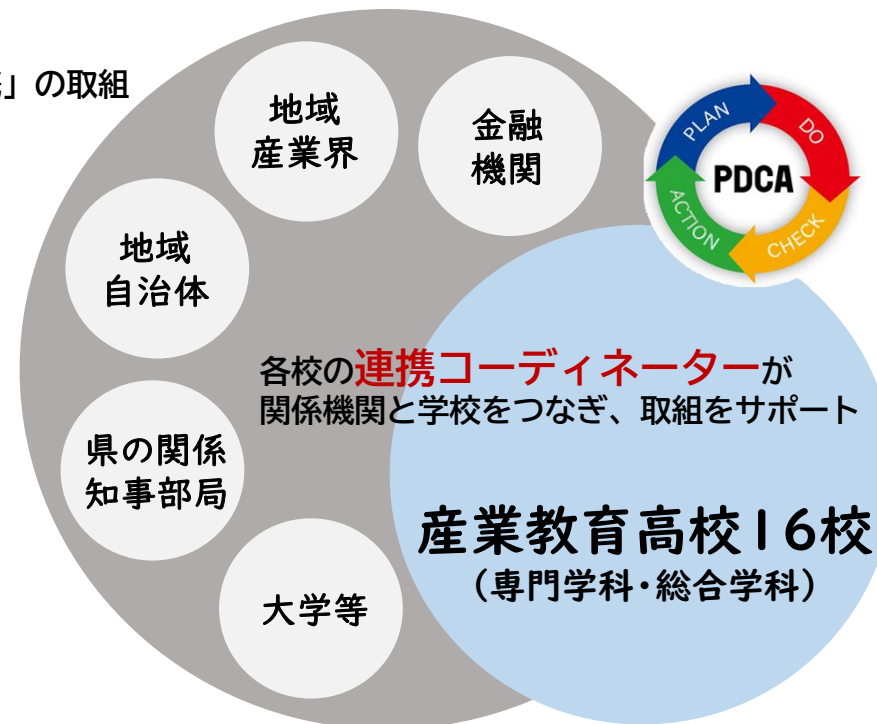 」の取組
地域
産業界
金融
機関
PLAN
DO
PDCA
ACTION
CHECK
地域
自治体
各校の連携コーディネーターが
関係機関と学校をつなぎ、取組をサポート
県の関係
知事部局
産業教育高校16校
(専門学科・総合学科)
大学等